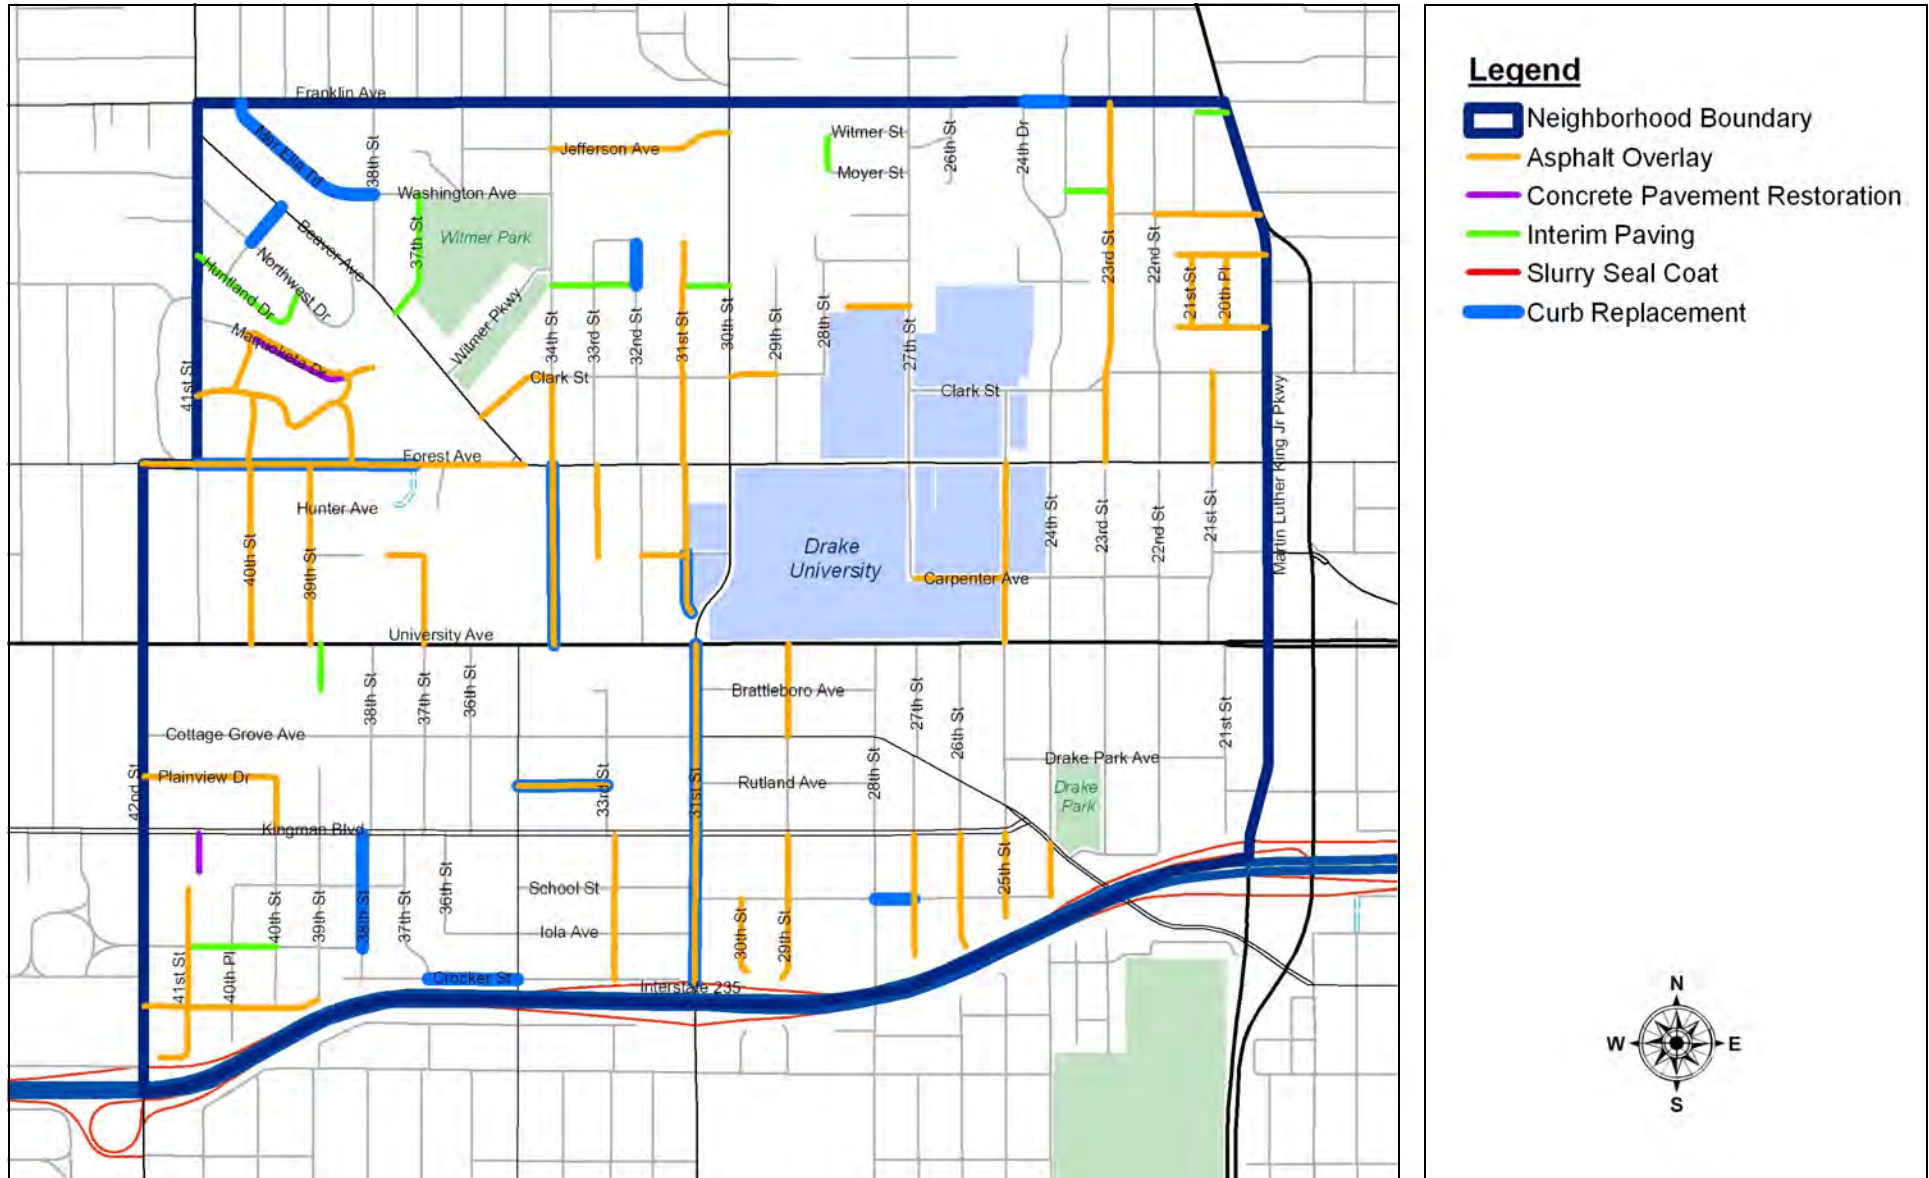 Franklin Ave
Mar Ella Trl
38th St
Jefferson Ave
Witmer St
Moyer St
26th St
24th Dr
Washington Ave
Witmer Park
37th St
Beaver Ave
Northwest Dr
Huntland Dr
Maquoketa Dr
Witmer Pkwy
34th St
33rd St
32nd St
31st St
30th St
29th St
28th St
27th St
23rd St
22nd St
21st St
20th Pl
41st St
Clark St
Clark St
Martin Luther King Jr Pkwy
Forest Ave
Hunter Ave
40th St
39th St
Drake
University
Carpenter Ave
24th St
23rd St
22nd St
21st St
University Ave
38th St
37th St
36th St
Brattleboro Ave
27th St
26th St
21st St
Cottage Grove Ave
Plainview Dr
42nd St
33rd St
31st St
Rutland Ave
28th St
Drake Park Ave
Drake
Park
Kingman Blvd
41st St
40th Pl
40th St
39th St
38th St
37th St
36th St
School St
Iola Ave
Crocker St
30th St
29th St
25th St
Interstate 235
Legend
Neighborhood Boundary
Asphalt Overlay
Concrete Pavement Restoration
Interim Paving
Slurry Seal Coat
Curb Replacement
N
W
E
S